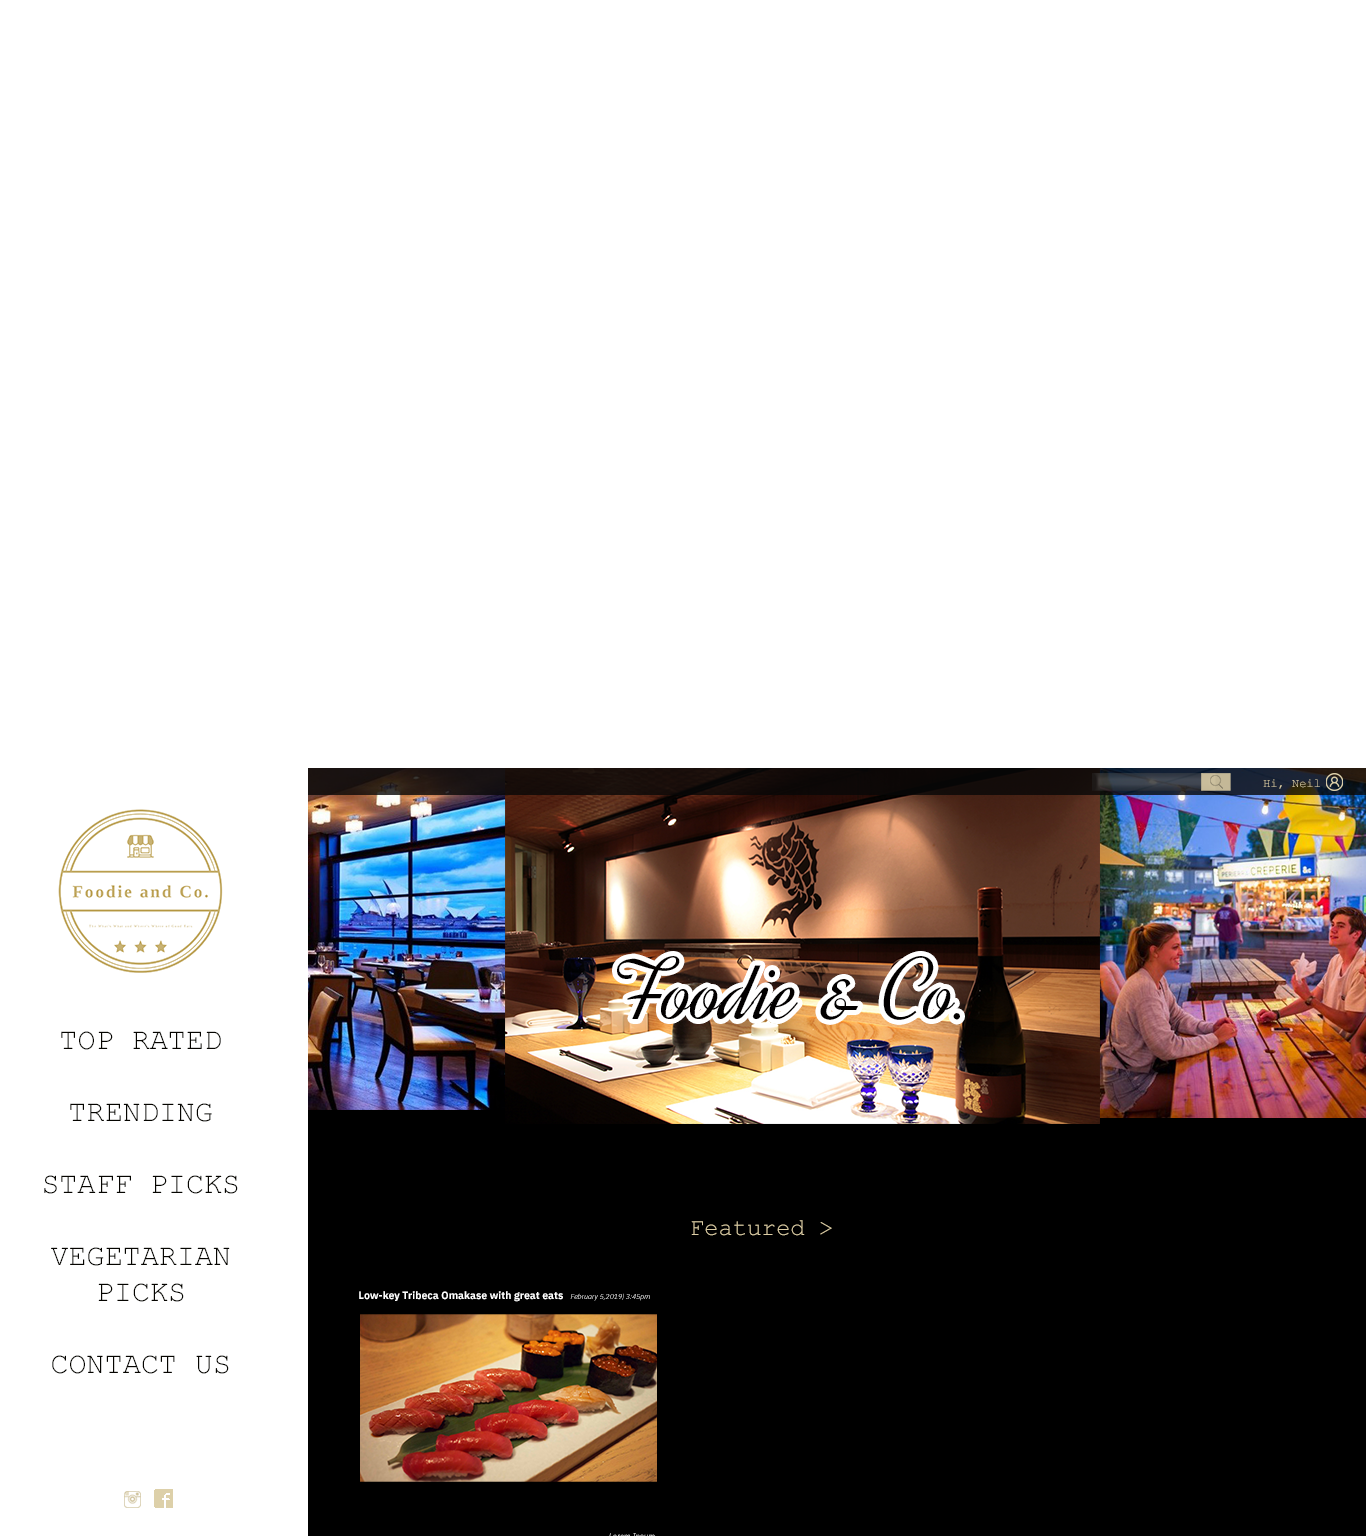 Hi, Neil
PERIERRA CREPERIE
Foodie and Co.
Foodie & Co.
TOP RATED
TRENDING
STAFF PICKS
VEGETARIAN
PICKS
CONTACT US
Featured >
Low-key Tribeca Omakase with great eats February 5,2019| 3:45pm
Lorem Ipsum